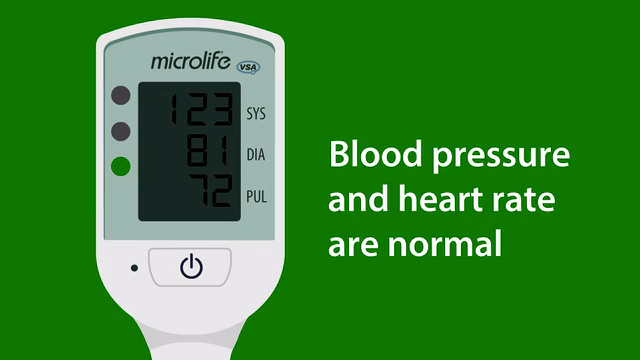 microlife
VSA
123 SYS
81 DIA
72 PUL
Blood pressure
and heart rate
are normal